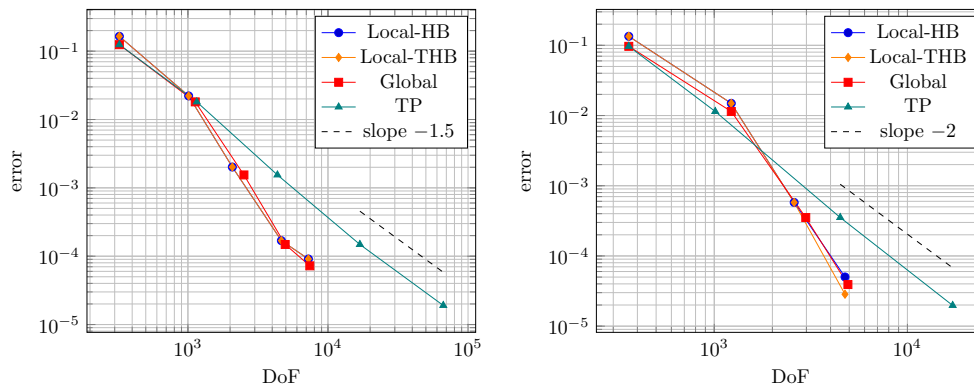 10^−1
10^−2
10^−3
10^−4
10^−5
error
10^3
10^4
10^5
DoF
Local-HB
Local-THB
Global
TP
slope −1.5
10^−1
10^−2
10^−3
10^−4
10^−5
error
10^3
10^4
DoF
Local-HB
Local-THB
Global
TP
slope −2